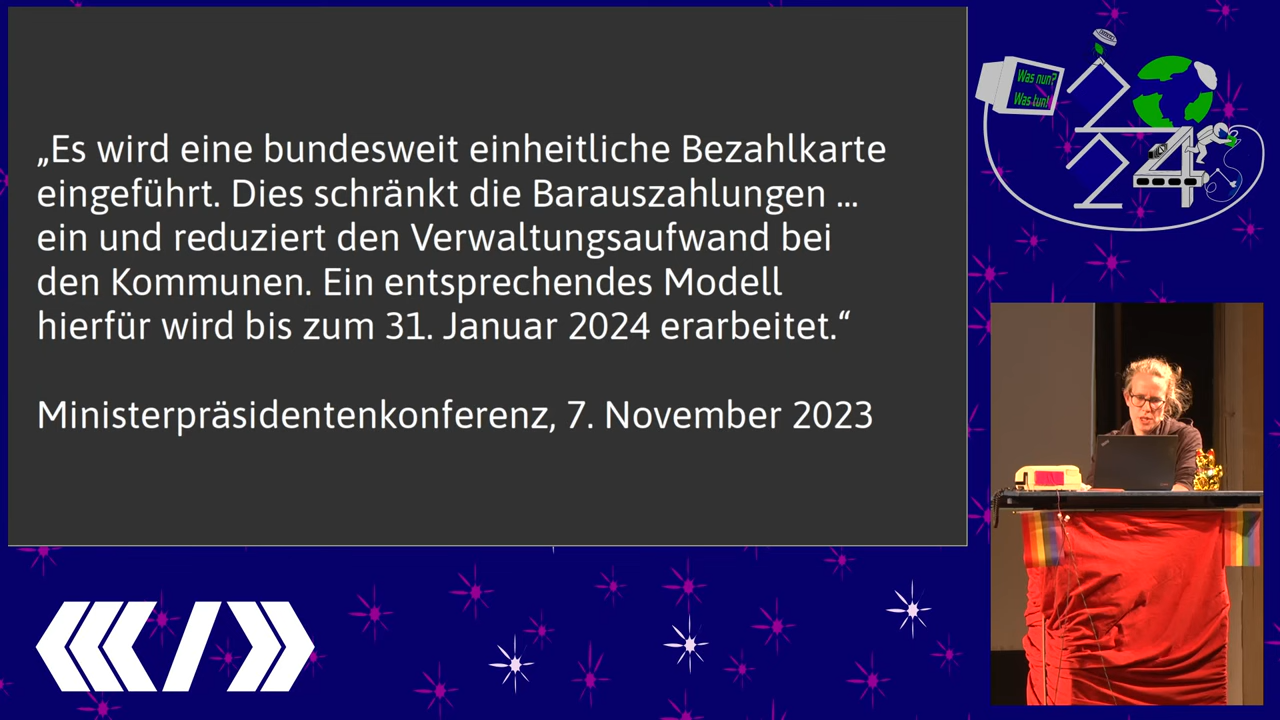 „Es wird eine bundesweit einheitliche Bezahlkarte
eingeführt. Dies schränkt die Barauszahlungen ...
ein und reduziert den Verwaltungsaufwand bei
den Kommunen. Ein entsprechendes Modell
hierfür wird bis zum 31. Januar 2024 erarbeitet.“
Ministerpräsidentenkonferenz, 7. November 2023
Was nun?
Was tun!
2024